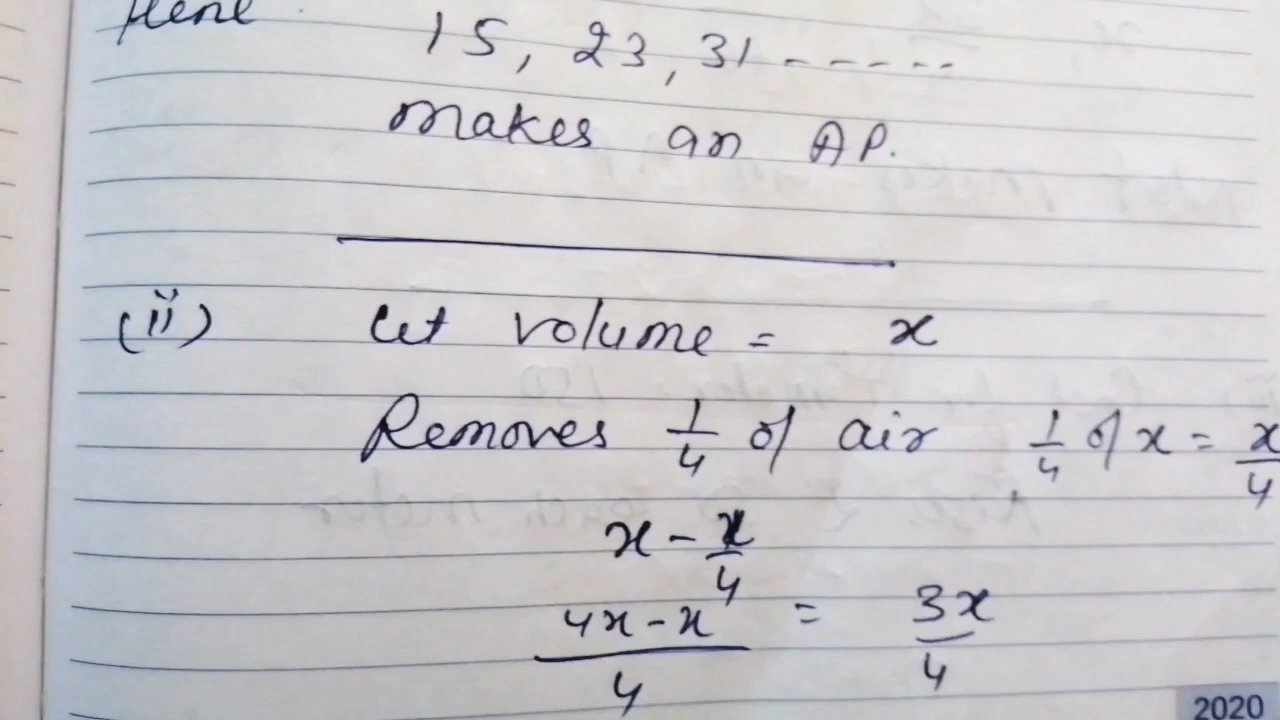 Here
15, 23, 31 ------
makes an AP.
(ii) Let volume = x
Removes 1/4 of air 1/4 of x = x/4
x - x/4
(4x - x)/4 = 3x/4
2020